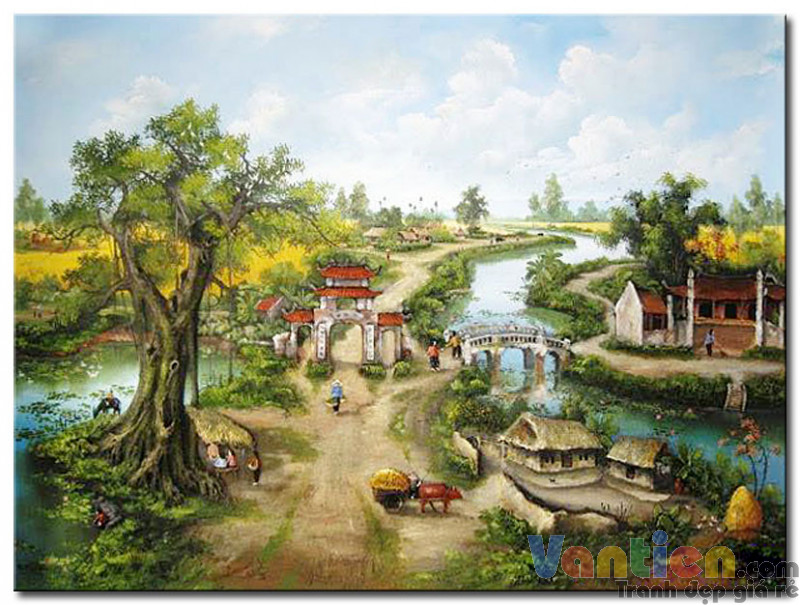 Vantien.com
Tranh đẹp giá rẻ